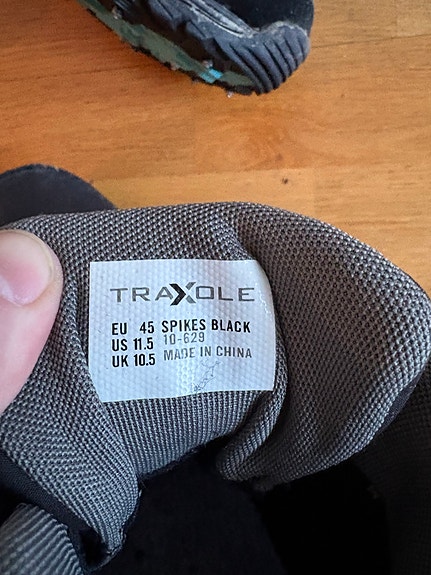 TRAXOLE
EU 45 SPIKES BLACK
US 11.5 10-629
UK 10.5 MADE IN CHINA